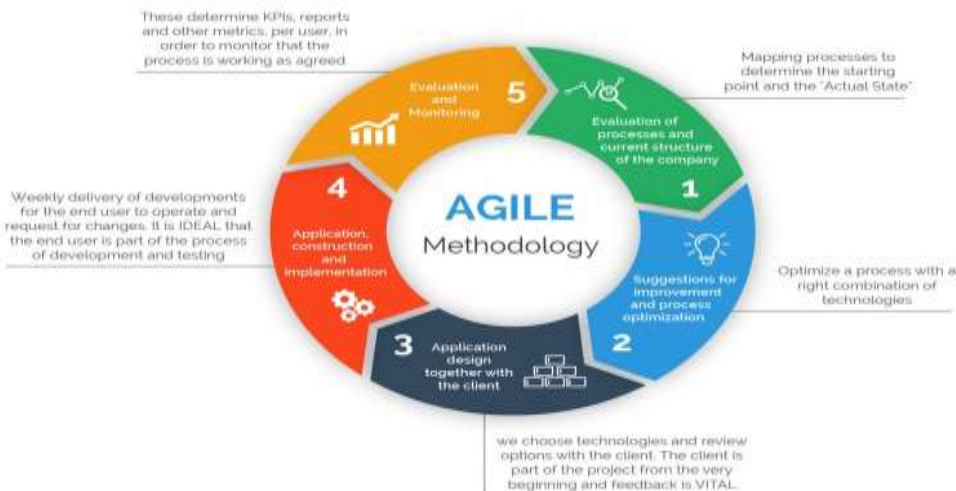 These determine KPIs, reports
and other metrics, per user, in
order to monitor that the
process is working as agreed
Mapping processes to
determine the starting
point and the "Actual State"
5
Evaluation
and
Monitoring
Evaluation of
processes and
current structure
of the company
1
AGILE
Methodology
4
Application,
construction
and
implementation
Weekly delivery of developments
for the end user to operate and
request for changes. It is IDEAL that
the end user is part of the process
of development and testing
Suggestions for
improvement
and process
optimization
2
Optimize a process with a
right combination of
technologies
3
Application
design
together with
the client
we choose technologies and review
options with the client. The client is
part of the project from the very
beginning and feedback is VITAL